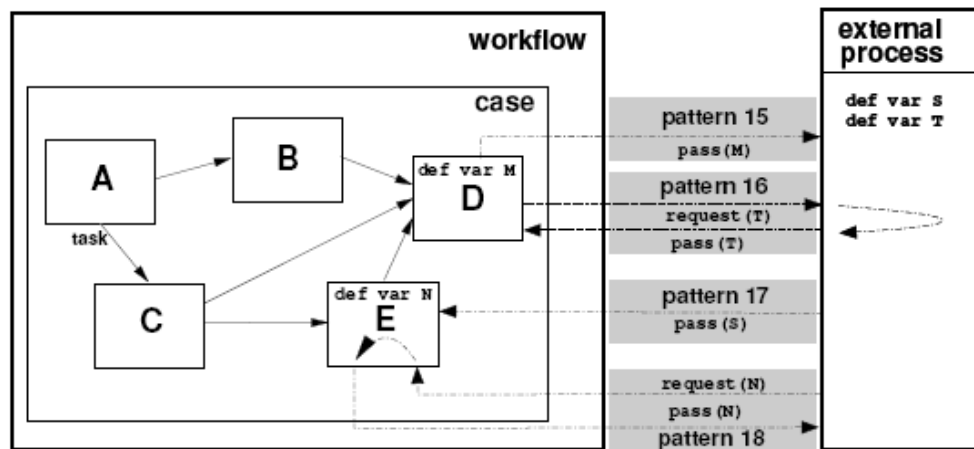 workflow
external
process
case
def var S
def var T
pattern 15
pass(M)
A
B
def var M
D
pattern 16
request(T)
pass(T)
task
C
def var N
E
pattern 17
pass(S)
request(N)
pass(N)
pattern 18